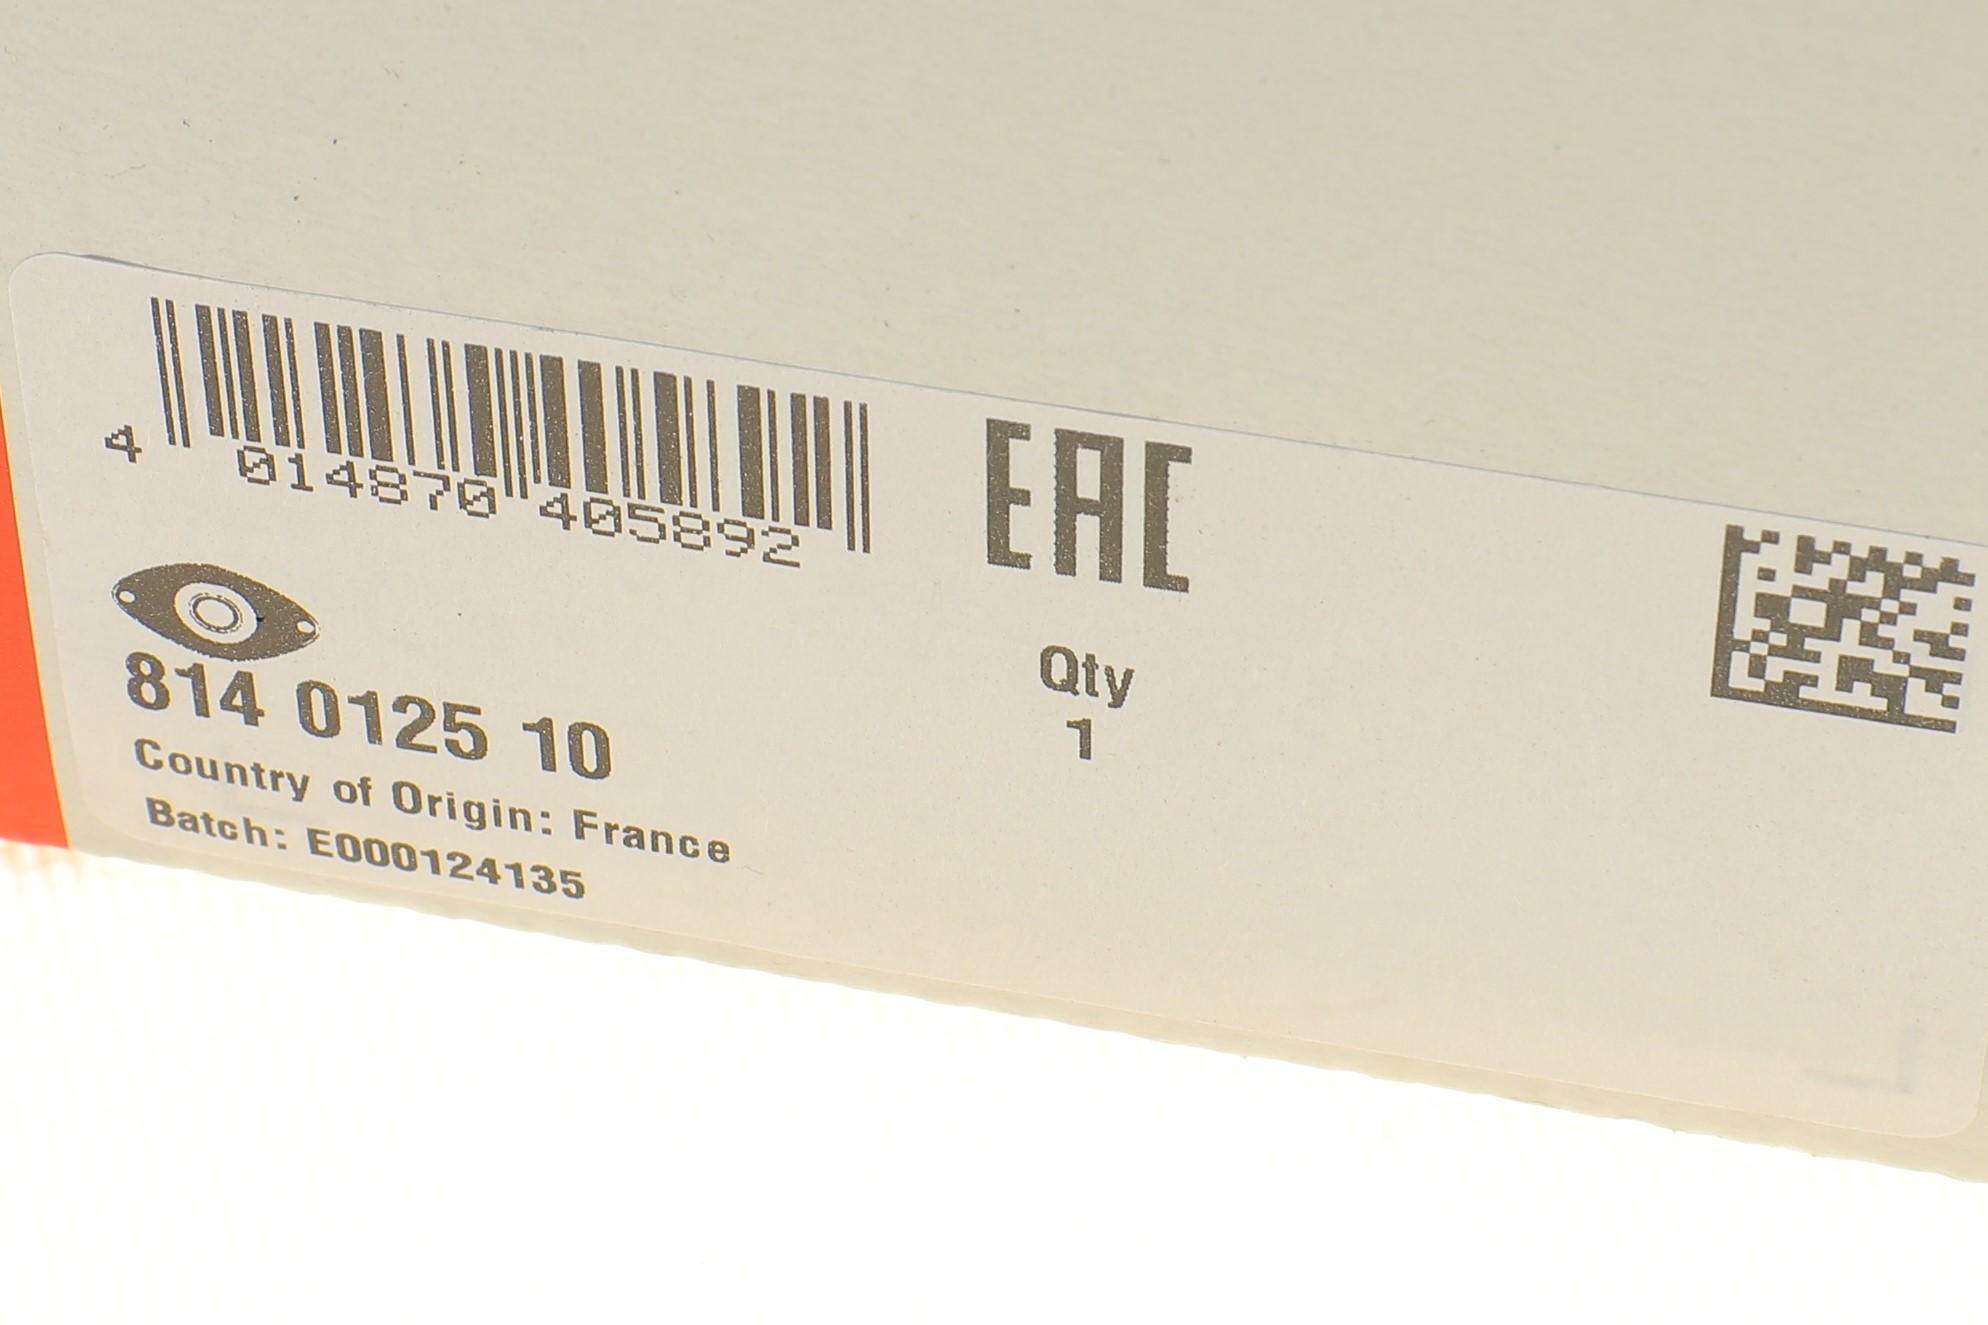 4 014870 405892
EAC
814 0125 10
Qty
1
Country of Origin: France
Batch: E000124135